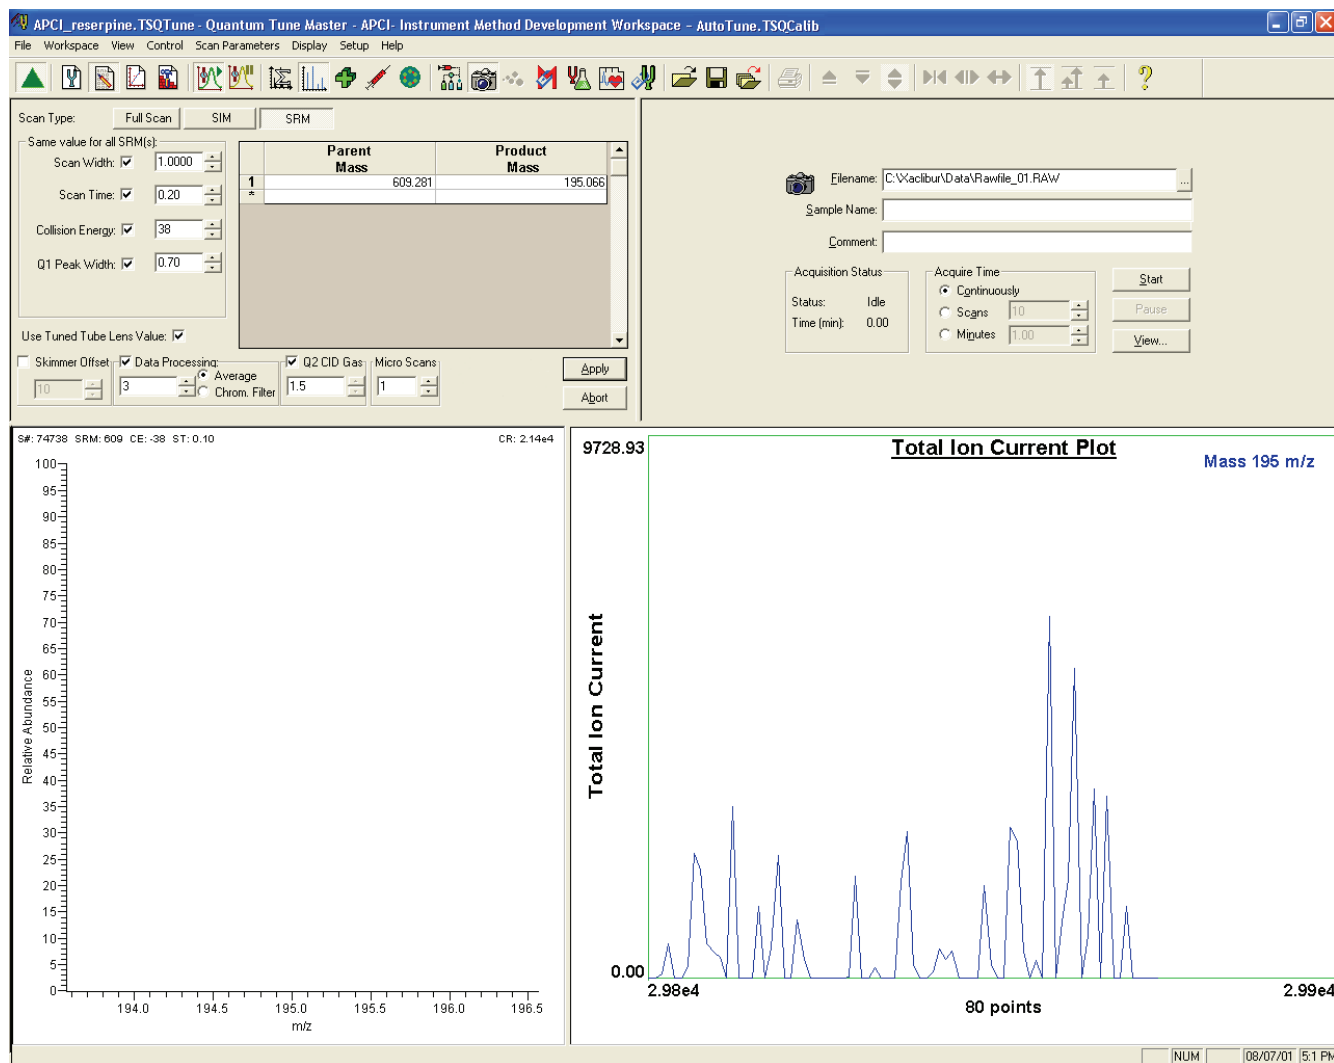 APCI_reserpine.TSQTune - Quantum Tune Master - APCI- Instrument Method Development Workspace - AutoTune.TSQCalib
File Workspace View Control Scan Parameters Display Setup Help
Scan Type: Full Scan SIM SRM
Same value for all SRM(s):
Scan Width: 1.0000
Scan Time: 0.20
Collision Energy: 38
Q1 Peak Width: 0.70
Parent Mass Product Mass
1 609.281 195.066
*
Use Tuned Tube Lens Value:
Skimmer Offset Data Processing: Q2 CID Gas Micro Scans
10 3 Average 1.5 1
Chrom. Filter
Apply
Abort
Filename: C:\Xcalibur\Data\Rawfile_01.RAW ...
Sample Name:
Comment:
Acquisition Status
Status: Idle
Time (min): 0.00
Acquire Time
Continuously
Scans 10
Minutes 1.00
Start
Pause
View...
S#: 74738 SRM: 609 CE: -38 ST: 0.10 CR: 2.14e4
100
95
90
85
80
75
70
65
60
55
50
45
40
35
30
25
20
15
10
5
0
Relative Abundance
194.0 194.5 195.0 195.5 196.0 196.5
m/z
9728.93
Total Ion Current Plot
Mass 195 m/z
Total Ion Current
0.00
2.98e4 2.99e4
80 points
NUM 08/07/01 5:1 PM